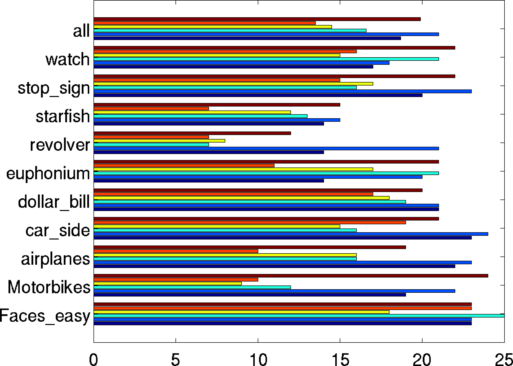 all
watch
stop_sign
starfish
revolver
euphonium
dollar_bill
car_side
airplanes
Motorbikes
Faces_easy
0 5 10 15 20 25